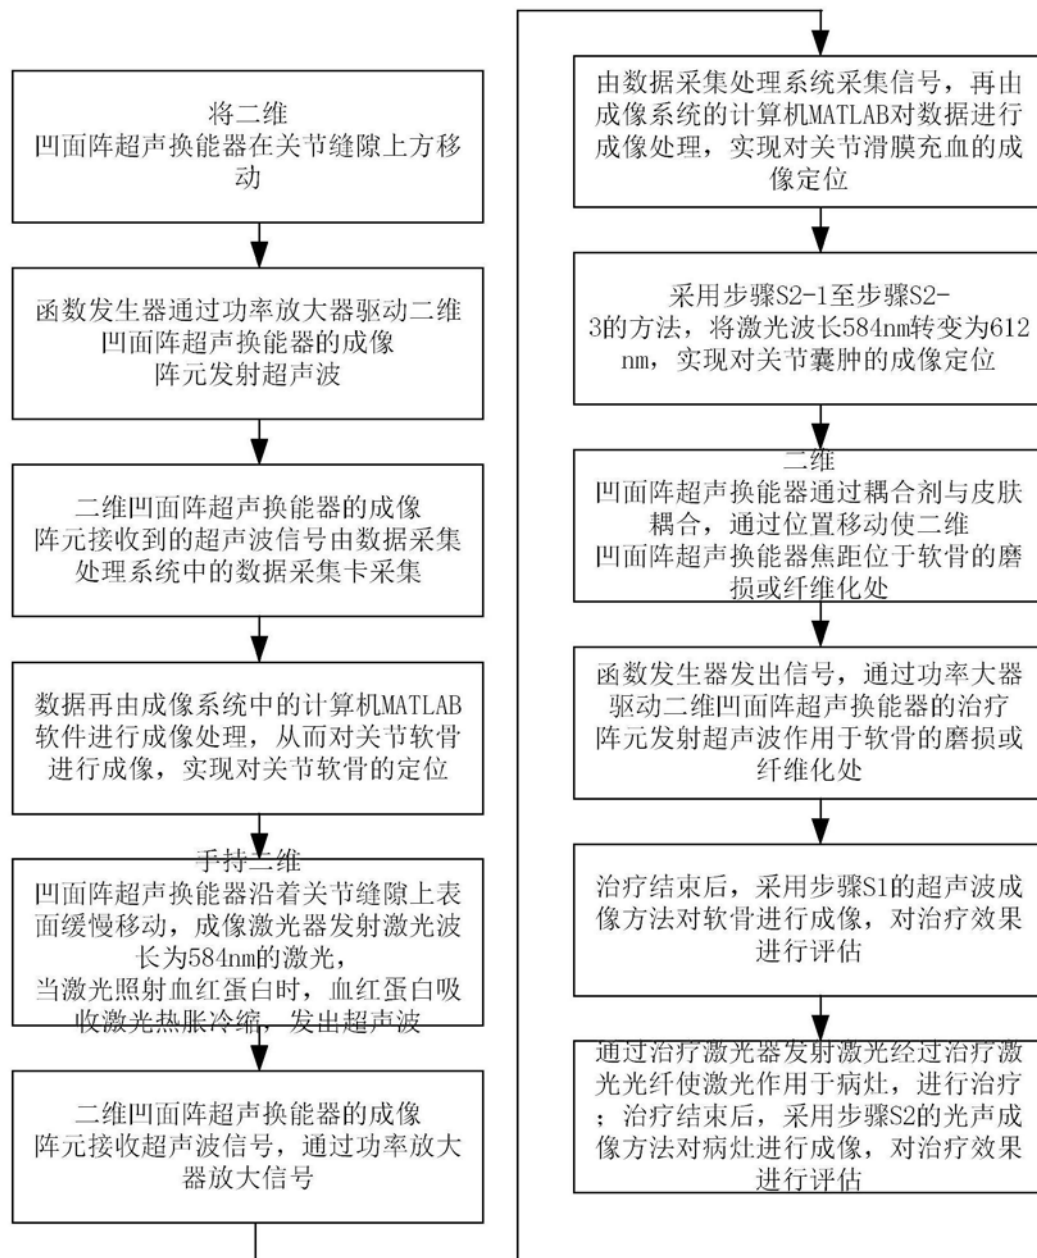 将二维
凹面阵超声换能器在关节缝隙上方移
动
函数发生器通过功率放大器驱动二维
凹面阵超声换能器的成像
阵元发射超声波
二维凹面阵超声换能器的成像
阵元接收到的超声波信号由数据采集
处理系统中的数据采集卡采集
数据再由成像系统中的计算机MATLAB
软件进行成像处理，从而对关节软骨
进行成像，实现对关节软骨的定位
手持二维
凹面阵超声换能器沿着关节缝隙上表
面缓慢移动，成像激光器发射激光波
长为584nm的激光，
当激光照射血红蛋白时，血红蛋白吸
收激光热胀冷缩，发出超声波
二维凹面阵超声换能器的成像
阵元接收超声波信号，通过功率放大
器放大信号
由数据采集处理系统采集信号，再由
成像系统的计算机MATLAB对数据进行
成像处理，实现对关节滑膜充血的成
像定位
采用步骤S2-1至步骤S2-
3的方法，将激光波长584nm转变为612
nm，实现对关节囊肿的成像定位
二维
凹面阵超声换能器通过耦合剂与皮肤
耦合，通过位置移动使二维
凹面阵超声换能器焦距位于软骨的磨
损或纤维化处
函数发生器发出信号，通过功率大器
驱动二维凹面阵超声换能器的治疗
阵元发射超声波作用于软骨的磨损或
纤维化处
治疗结束后，采用步骤S1的超声波成
像方法对软骨进行成像，对治疗效果
进行评估
通过治疗激光器发射激光经过治疗激
光光纤使激光作用于病灶，进行治疗
；治疗结束后，采用步骤S2的光声成
像方法对病灶进行成像，对治疗效果
进行评估